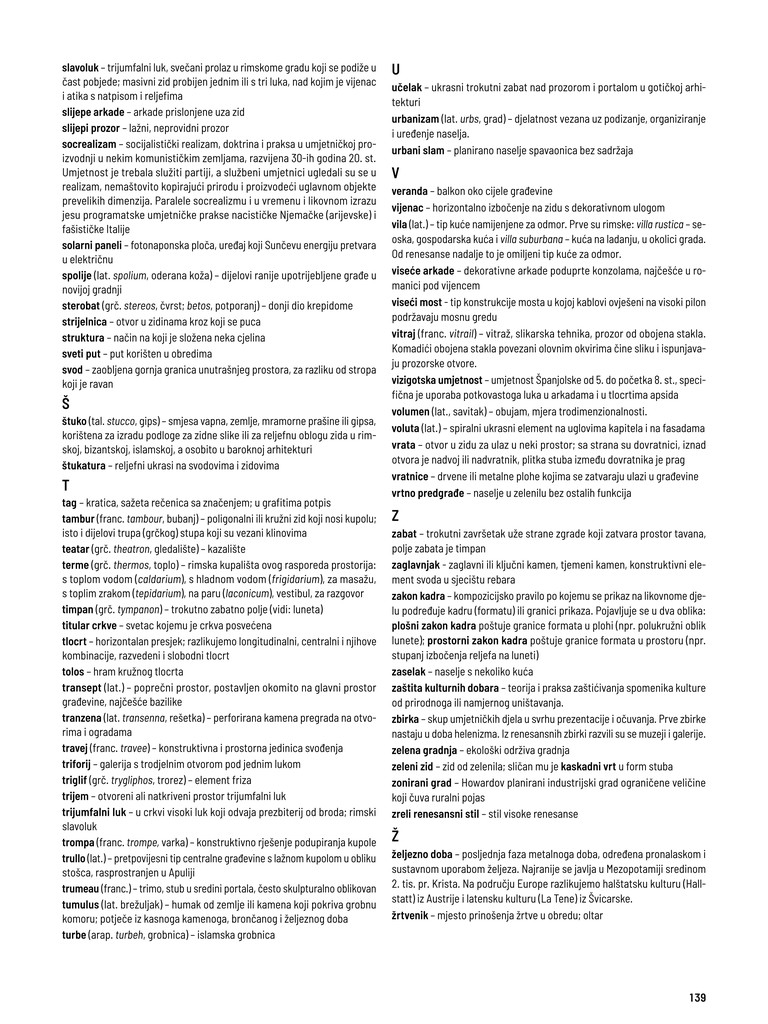 slavoluk – trijumfalni luk, svečani prolaz u rimskome gradu koji se podiže u
čast pobjede; masivni zid probijen jednim ili s tri luka, nad kojim je vijenac
i atika s natpisom i reljefima
slijepe arkade – arkade prislonjene uza zid
slijepi prozor – lažni, neprovidni prozor
socrealizam – socijalistički realizam, doktrina i praksa u umjetničkoj pro-
izvodnji u nekim komunističkim zemljama, razvijena 30-ih godina 20. st.
Umjetnost je trebala služiti partiji, a službeni umjetnici ugledali su se u
realizam, nemaštovito kopirajući prirodu i proizvodeći uglavnom objekte
prevelikih dimenzija. Paralele socrealizmu i u vremenu i likovnom izrazu
jesu programatske umjetničke prakse nacističke Njemačke (arijevske) i
fašističke Italije
solarni paneli – fotonaponska ploča, uređaj koji Sunčevu energiju pretvara
u električnu
spolije (lat. spolium, oderana koža) – dijelovi ranije upotrijebljene građe u
novijoj gradnji
sterobat (grč. stereos, čvrst; betos, potporanj) – donji dio krepidome
strijelnica – otvor u zidinama kroz koji se puca
struktura – način na koji je složena neka cjelina
sveti put – put korišten u obredima
svod – zaobljena gornja granica unutrašnjeg prostora, za razliku od stropa
koji je ravan
Š
štuko (tal. stucco, gips) – smjesa vapna, zemlje, mramorne prašine ili gipsa,
korištena za izradu podloge za zidne slike ili za reljefnu oblogu zida u rim-
skoj, bizantskoj, islamskoj, a osobito u baroknoj arhitekturi
štukatura – reljefni ukrasi na svodovima i zidovima
T
tag – kratica, sažeta rečenica sa značenjem; u grafitima potpis
tambur (franc. tambour, bubanj) – poligonalni ili kružni zid koji nosi kupolu;
isto i dijelovi trupa (grčkog) stupa koji su vezani klinovima
teatar (grč. theatron, gledalište) – kazalište
terme (grč. thermos, toplo) – rimska kupališta ovog rasporeda prostorija:
s toplom vodom (caldarium), s hladnom vodom (frigidarium), za masažu,
s toplim zrakom (tepidarium), na paru (laconicum), vestibul, za razgovor
timpan (grč. tympanon) – trokutno zabatno polje (vidi: luneta)
titular crkve – svetac kojemu je crkva posvećena
tlocrt – horizontalan presjek; razlikujemo longitudinalni, centralni i njihove
kombinacije, razvedeni i slobodni tlocrt
tolos – hram kružnog tlocrta
transept (lat.) – poprečni prostor, postavljen okomito na glavni prostor
građevine, najčešće bazilike
tranzena (lat. transenna, rešetka) – perforirana kamena pregrada na otvo-
rima i ogradama
travej (franc. travee) – konstruktivna i prostorna jedinica svođenja
triforij – galerija s trodjelnim otvorom pod jednim lukom
triglif (grč. trygliphos, trorez) – element friza
trijem – otvoreni ali natkriveni prostor trijumfalni luk
trijumfalni luk – u crkvi visoki luk koji odvaja prezbiterij od broda; rimski
slavoluk
trompa (franc. trompe, varka) – konstruktivno rješenje podupiranja kupole
trullo (lat.) – pretpovijesni tip centralne građevine s lažnom kupolom u obliku
stošca, rasprostranjen u Apuliji
trumeau (franc.) – trimo, stub u sredini portala, često skulpturalno oblikovan
tumulus (lat. brežuljak) – humak od zemlje ili kamena koji pokriva grobnu
komoru; potječe iz kasnoga kamenoga, brončanog i željeznog doba
turbe (arap. turbeh, grobnica) – islamska grobnica
U
učelak – ukrasni trokutni zabat nad prozorom i portalom u gotičkoj arhi-
tekturi
urbanizam (lat. urbs, grad) – djelatnost vezana uz podizanje, organiziranje
i uređenje naselja.
urbani slam – planirano naselje spavaonica bez sadržaja
V
veranda – balkon oko cijele građevine
vijenac – horizontalno izbočenje na zidu s dekorativnom ulogom
vila (lat.) – tip kuće namijenjene za odmor. Prve su rimske: villa rustica – se-
oska, gospodarska kuća i villa suburbana – kuća na ladanju, u okolici grada.
Od renesanse nadalje to je omiljeni tip kuće za odmor.
viseće arkade – dekorativne arkade poduprte konzolama, najčešće u ro-
manici pod vijencem
viseći most - tip konstrukcije mosta u kojoj kablovi ovješeni na visoki pilon
podržavaju mosnu gredu
vitraj (franc. vitrail) – vitraž, slikarska tehnika, prozor od obojena stakla.
Komadići obojena stakla povezani olovnim okvirima čine sliku i ispunjava-
ju prozorske otvore.
vizigotska umjetnost – umjetnost Španjolske od 5. do početka 8. st., speci-
fična je uporaba potkovastoga luka u arkadama i u tlocrtima apsida
volumen (lat., savitak) – obujam, mjera trodimenzionalnosti.
voluta (lat.) – spiralni ukrasni element na uglovima kapitela i na fasadama
vrata – otvor u zidu za ulaz u neki prostor; sa strana su dovratnici, iznad
otvora je nadvoj ili nadvratnik, plitka stuba između dovratnika je prag
vratnice – drvene ili metalne plohe kojima se zatvaraju ulazi u građevine
vrtno predgrađe – naselje u zelenilu bez ostalih funkcija
Z
zabat – trokutni završetak uže strane zgrade koji zatvara prostor tavana,
polje zabata je timpan
zaglavnjak - zaglavni ili ključni kamen, tjemeni kamen, konstruktivni ele-
ment svoda u sjecištu rebara
zakon kadra – kompozicijsko pravilo po kojemu se prikaz na likovnome dje-
lu podređuje kadru (formatu) ili granici prikaza. Pojavljuje se u dva oblika:
plošni zakon kadra poštuje granice formata u plohi (npr. polukružni oblik
lunete); prostorni zakon kadra poštuje granice formata u prostoru (npr.
stupanj izbočenja reljefa na luneti)
zaselak – naselje s nekoliko kuća
zaštita kulturnih dobara – teorija i praksa zaštićivanja spomenika kulture
od prirodnoga ili namjernog uništavanja.
zbirka – skup umjetničkih djela u svrhu prezentacije i očuvanja. Prve zbirke
nastaju u doba helenizma. Iz renesansnih zbirki razvili su se muzeji i galerije.
zelena gradnja – ekološki održiva gradnja
zeleni zid – zid od zelenila; sličan mu je kaskadni vrt u form stuba
zonirani grad – Howardov planirani industrijski grad ograničene veličine
koji čuva ruralni pojas
zreli renesansni stil – stil visoke renesanse
Ž
željezno doba – posljednja faza metalnoga doba, određena pronalaskom i
sustavnom uporabom željeza. Najranije se javlja u Mezopotamiji sredinom
2. tis. pr. Krista. Na području Europe razlikujemo halštatsku kulturu (Hall-
statt) iz Austrije i latensku kulturu (La Tene) iz Švicarske.
žrtvenik – mjesto prinošenja žrtve u obredu; oltar
139